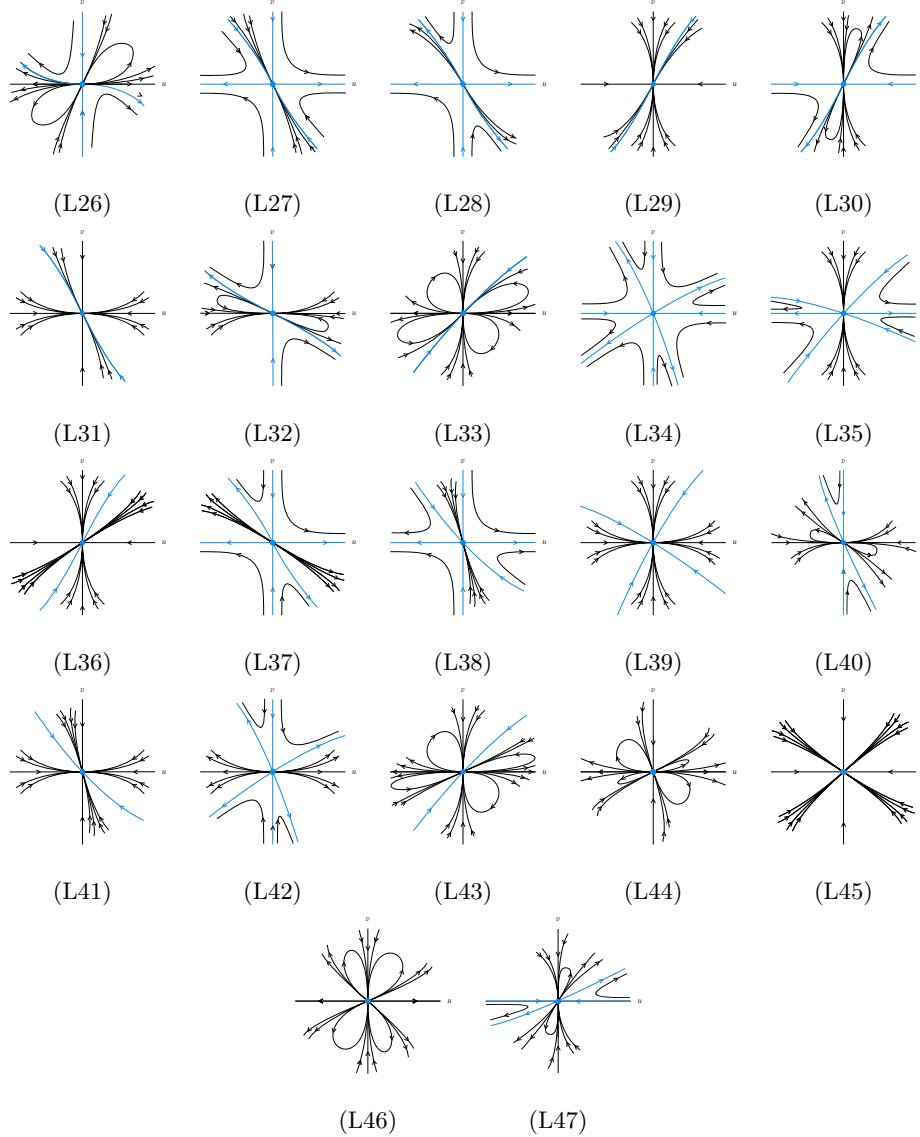 v v v v v
u u u u u
(L26) (L27) (L28) (L29) (L30)
v v v v v
u u u u u
(L31) (L32) (L33) (L34) (L35)
v v v v v
u u u u u
(L36) (L37) (L38) (L39) (L40)
v v v v v
u u u u u
(L41) (L42) (L43) (L44) (L45)
v v
u u
(L46) (L47)